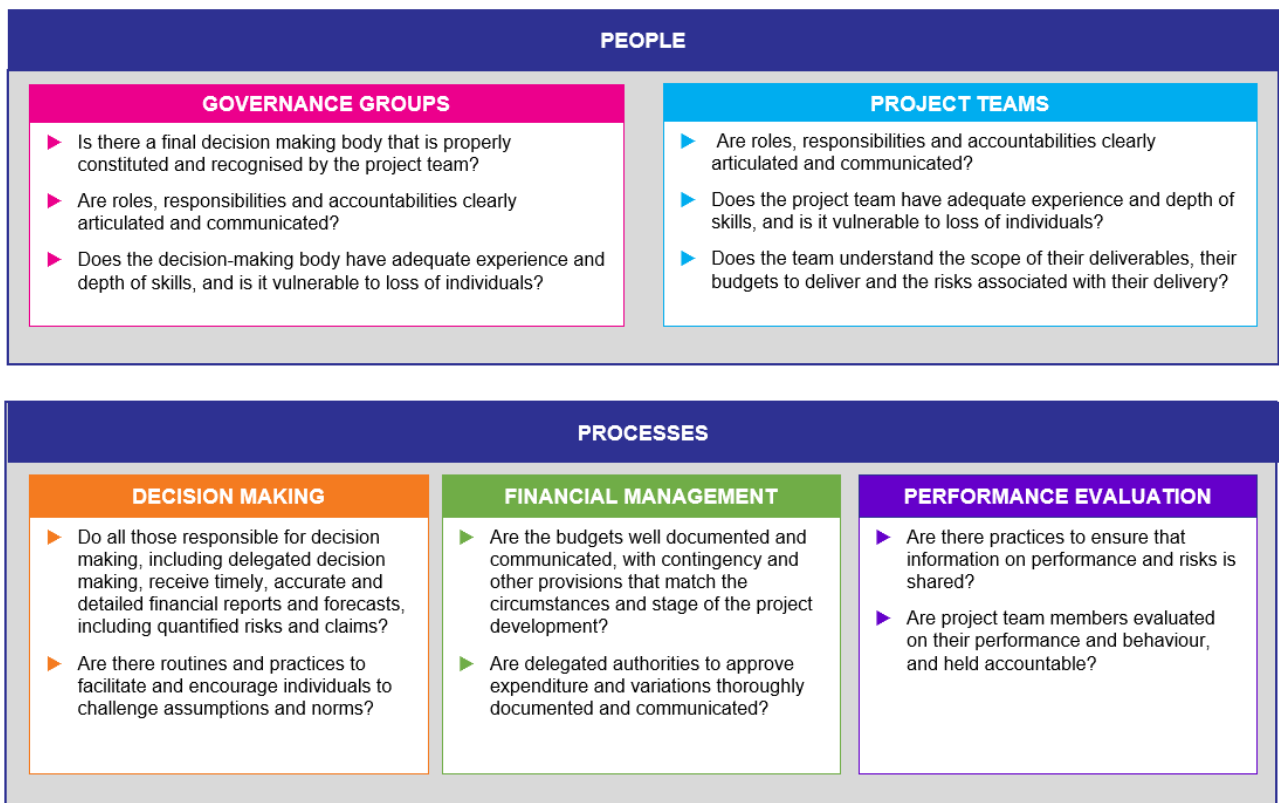 PEOPLE
GOVERNANCE GROUPS
Is there a final decision making body that is properly
constituted and recognised by the project team?
Are roles, responsibilities and accountabilities clearly
articulated and communicated?
Does the decision-making body have adequate experience and
depth of skills, and is it vulnerable to loss of individuals?
PROJECT TEAMS
Are roles, responsibilities and accountabilities clearly
articulated and communicated?
Does the project team have adequate experience and depth of
skills, and is it vulnerable to loss of individuals?
Does the team understand the scope of their deliverables, their
budgets to deliver and the risks associated with their delivery?
PROCESSES
DECISION MAKING
Do all those responsible for decision
making, including delegated decision
making, receive timely, accurate and
detailed financial reports and forecasts,
including quantified risks and claims?
Are there routines and practices to
facilitate and encourage individuals to
challenge assumptions and norms?
FINANCIAL MANAGEMENT
Are the budgets well documented and
communicated, with contingency and
other provisions that match the
circumstances and stage of the project
development?
Are delegated authorities to approve
expenditure and variations thoroughly
documented and communicated?
PERFORMANCE EVALUATION
Are there practices to ensure that
information on performance and risks is
shared?
Are project team members evaluated
on their performance and behaviour,
and held accountable?